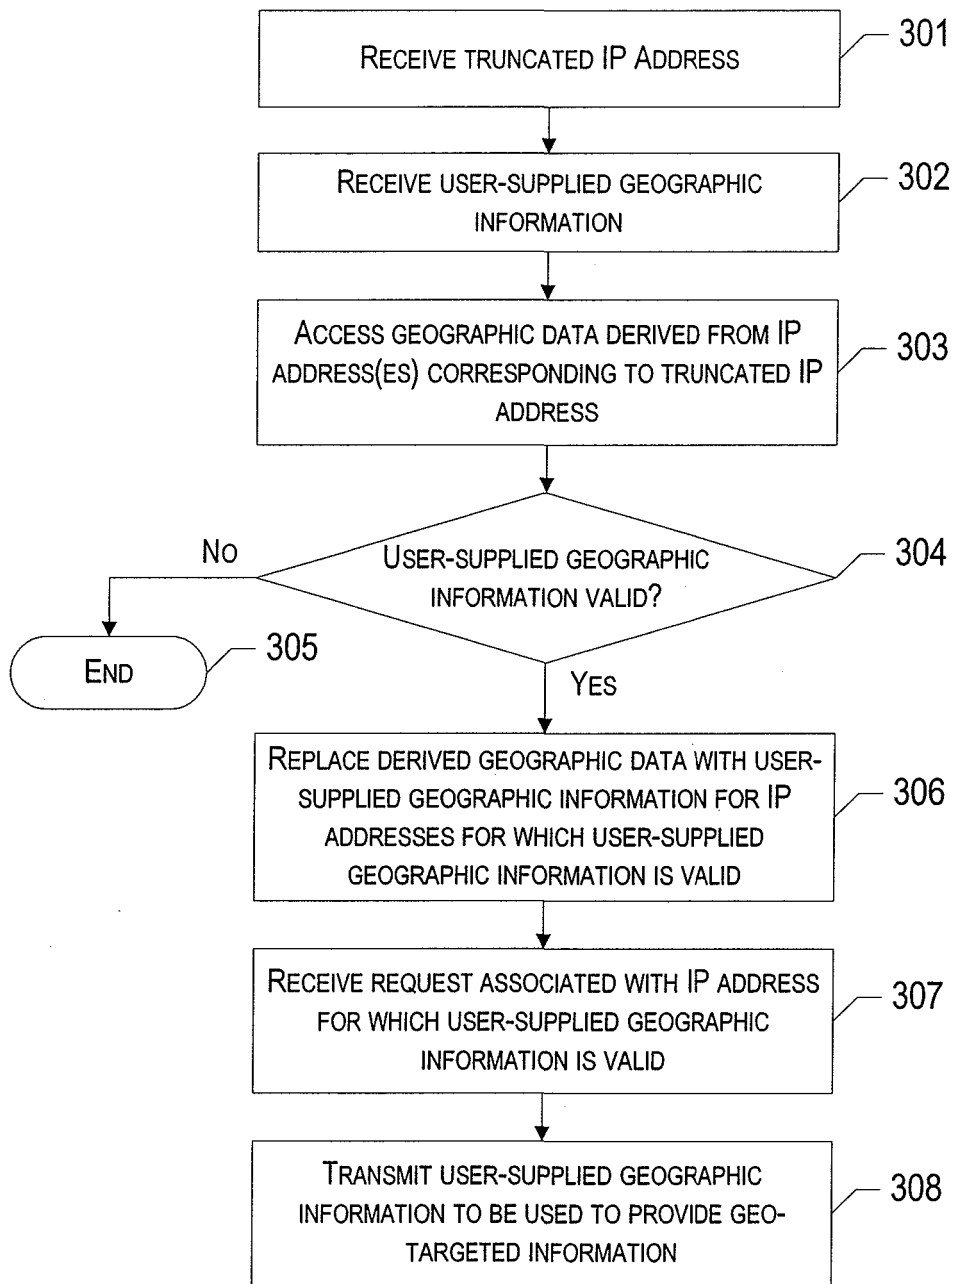 RECEIVE TRUNCATED IP ADDRESS
301
RECEIVE USER-SUPPLIED GEOGRAPHIC
INFORMATION
302
ACCESS GEOGRAPHIC DATA DERIVED FROM IP
ADDRESS(ES) CORRESPONDING TO TRUNCATED IP
ADDRESS
303
USER-SUPPLIED GEOGRAPHIC
INFORMATION VALID?
304
NO
END
305
YES
REPLACE DERIVED GEOGRAPHIC DATA WITH USER-
SUPPLIED GEOGRAPHIC INFORMATION FOR IP
ADDRESSES FOR WHICH USER-SUPPLIED
GEOGRAPHIC INFORMATION IS VALID
306
RECEIVE REQUEST ASSOCIATED WITH IP ADDRESS
FOR WHICH USER-SUPPLIED GEOGRAPHIC
INFORMATION IS VALID
307
TRANSMIT USER-SUPPLIED GEOGRAPHIC
INFORMATION TO BE USED TO PROVIDE GEO-
TARGETED INFORMATION
308